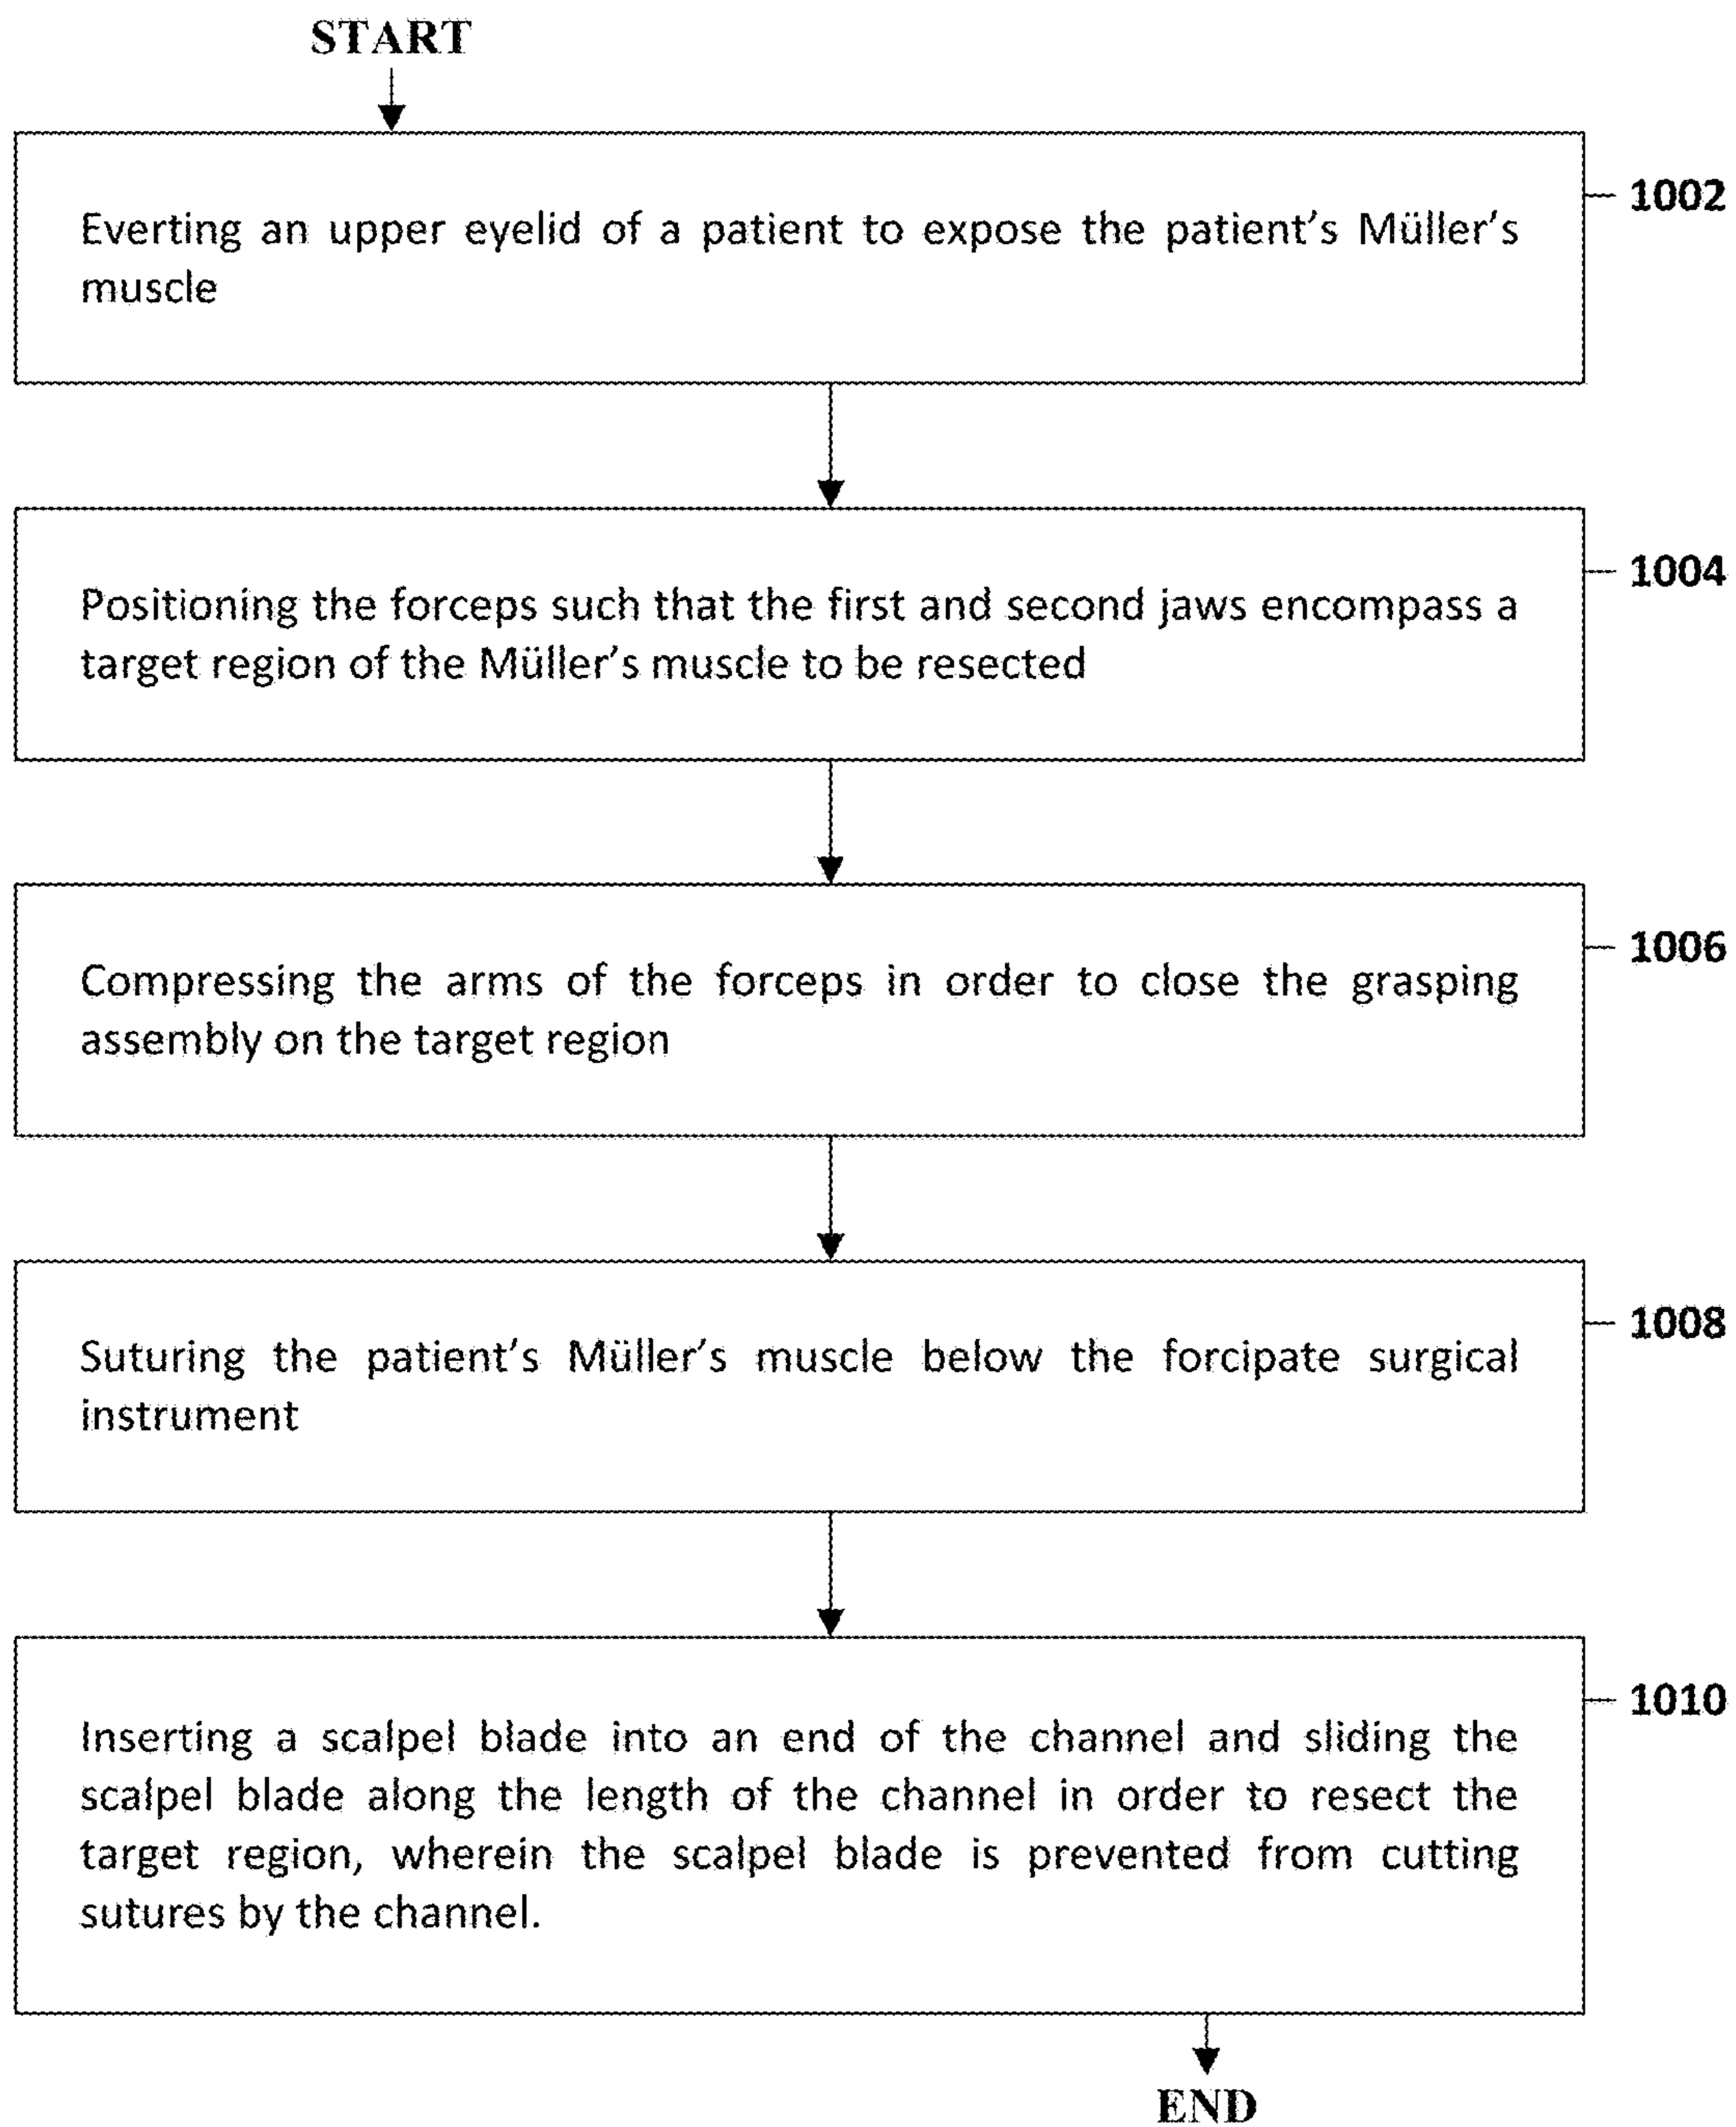 START
Everting an upper eyelid of a patient to expose the patient's Müller's
muscle
1002
Positioning the forceps such that the first and second jaws encompass a
target region of the Müller's muscle to be resected
1004
Compressing the arms of the forceps in order to close the grasping
assembly on the target region
1006
Suturing the patient's Müller's muscle below the forcipate surgical
instrument
1008
Inserting a scalpel blade into an end of the channel and sliding the
scalpel blade along the length of the channel in order to resect the
target region, wherein the scalpel blade is prevented from cutting
sutures by the channel.
1010
END